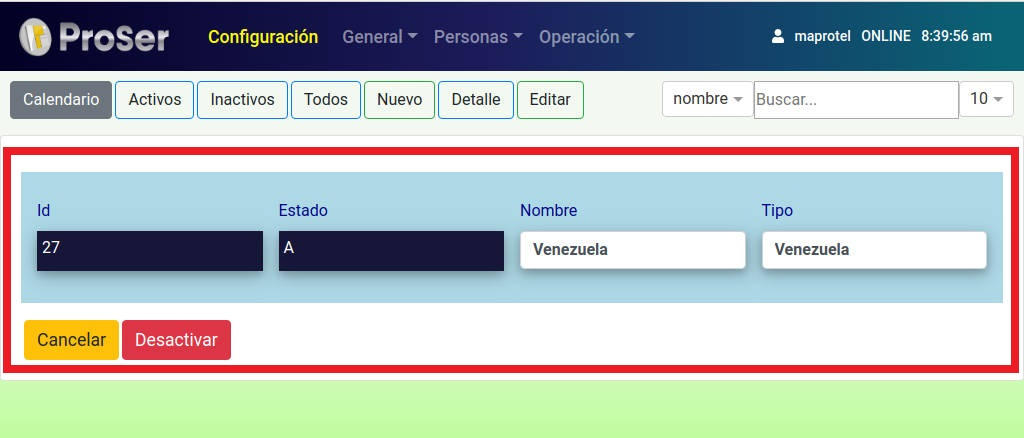 ProSer Configuración General Personas Operación maprotel ONLINE 8:39:56 am
Calendario Activos Inactivos Todos Nuevo Detalle Editar nombre Buscar... 10
Id Estado Nombre Tipo
27 A Venezuela Venezuela
Cancelar Desactivar